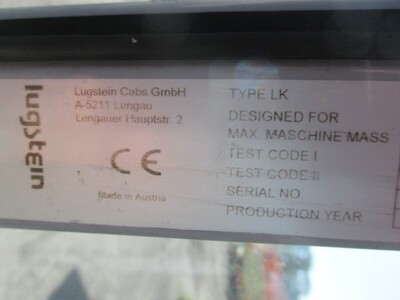 lugstein
Lugstein Cabs GmbH
A-5211 Lengau
Lengauer Hauptstr. 2
CE
Made in Austria
TYPE LK
DESIGNED FOR
MAX. MASCHINE MASS
TEST CODE I
TEST CODE II
SERIAL NO.
PRODUCTION YEAR